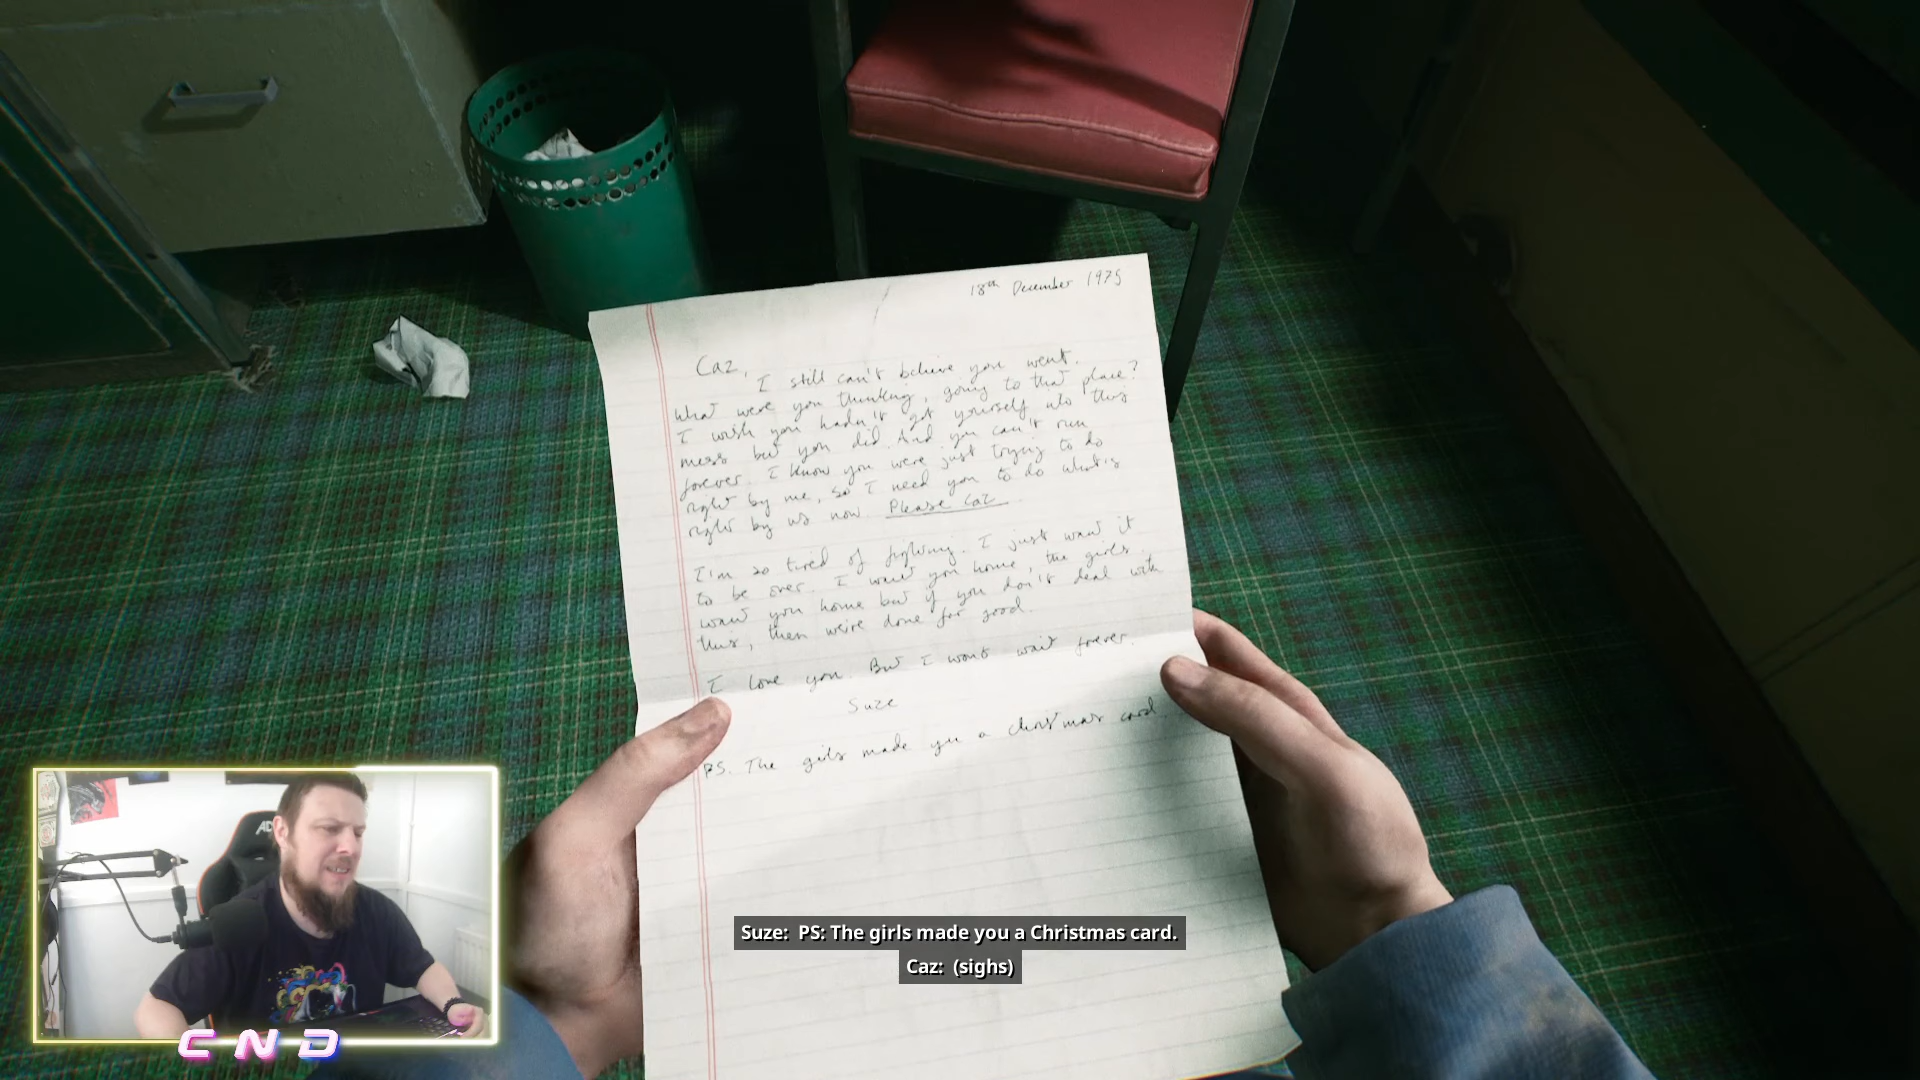 18th December 1975
Caz,
I still can't believe you went.
What were you thinking, going to that place?
I wish you hadn't got yourself into this
mess but you did. And you can't run
forever. I know you were just trying to do
right by me, so I need you to do what is
right by us now. Please Caz
I'm so tired of fighting. I just want it
to be over. I want you home, the girls
want you home but if you don't deal with
this, then we're done for good.
I love you. But I wont wait forever.
Suze
PS. The girls made you a Christmas card.
Suze: PS: The girls made you a Christmas card.
Caz: (sighs)
AD
CND